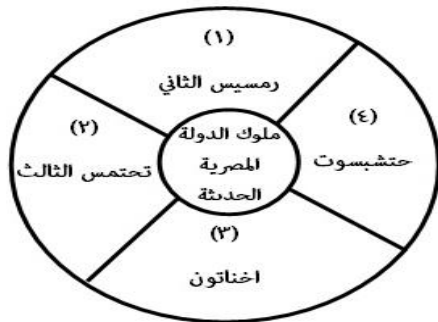 (١)
رمسيس الثاني
(٢)
تحتمس الثالث
ملوك الدولة
المصرية
الحديثة
(٤)
حتشبسوت
(٣)
اخناتون